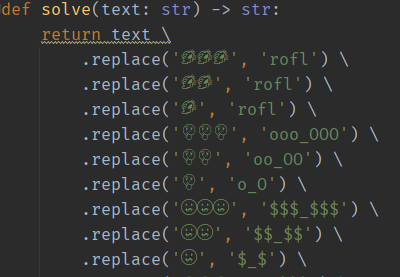 def solve(text: str) -> str:
return text \
.replace('🤣🤣🤣', 'rofl') \
.replace('🤣🤣', 'rofl') \
.replace('🤣', 'rofl') \
.replace('', 'ooo_OOO') \
.replace('', 'oo_OO') \
.replace('', 'o_O') \
.replace('', '$$$_$$$') \
.replace('', '$$_$$') \
.replace('', '$_$') \